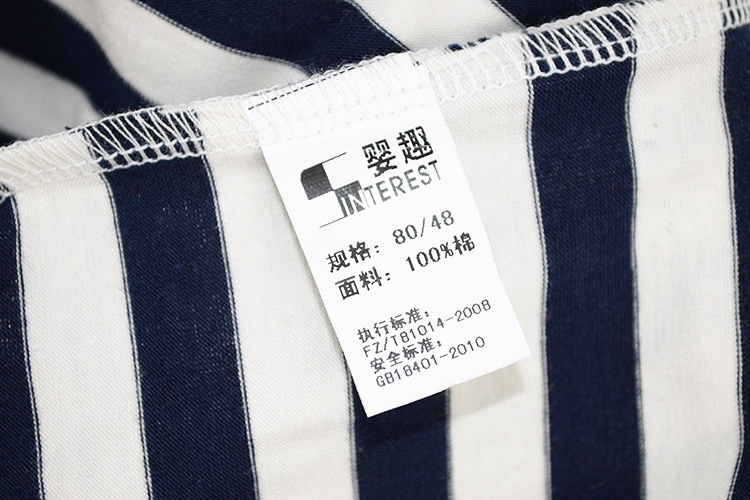 婴趣
INTEREST
规格: 80/48
面料: 100%棉
执行标准:
FZ/T81014-2008
安全标准:
GB18401-2010